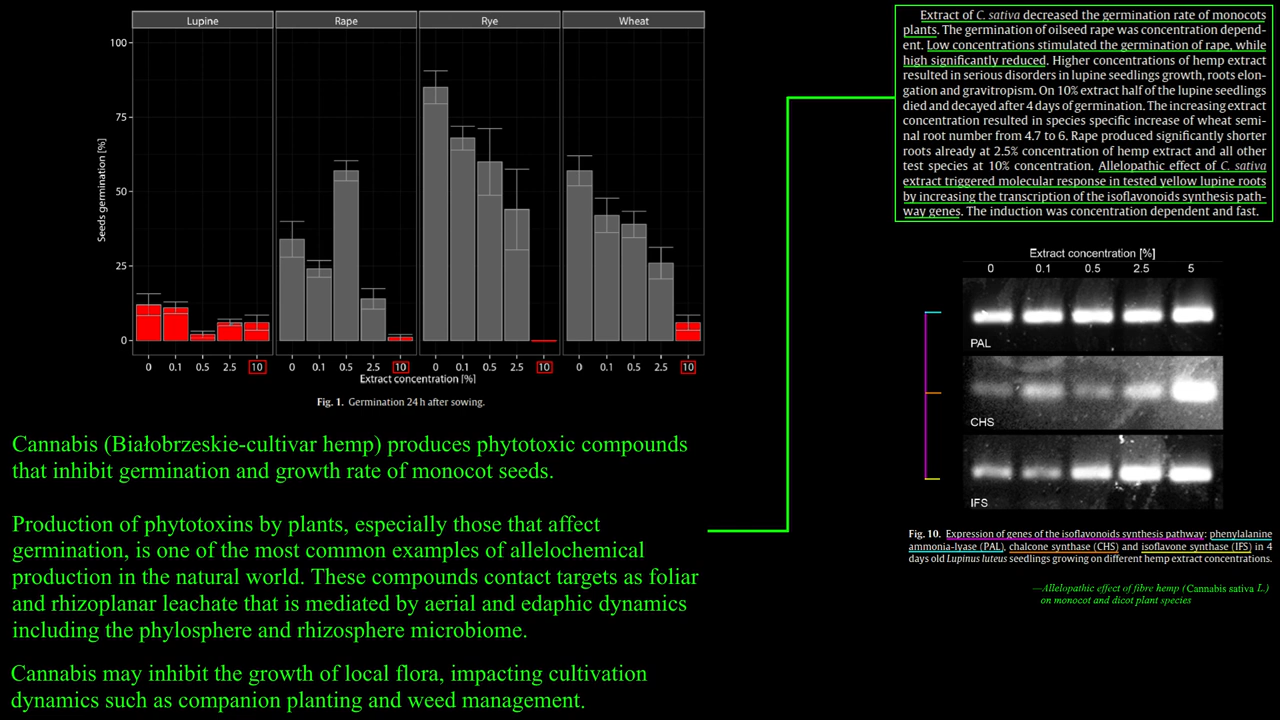 Lupine Rape Rye Wheat
100
75
50
25
0
Seeds germination [%]
0 0.1 0.5 2.5 10 0 0.1 0.5 2.5 10 0 0.1 0.5 2.5 10 0 0.1 0.5 2.5 10
Extract concentration [%]
Fig. 1. Germination 24 h after sowing.
Cannabis (Białobrzeskie-cultivar hemp) produces phytotoxic compounds
that inhibit germination and growth rate of monocot seeds.
Production of phytotoxins by plants, especially those that affect
germination, is one of the most common examples of allelochemical
production in the natural world. These compounds contact targets as foliar
and rhizoplanar leachate that is mediated by aerial and edaphic dynamics
including the phylosphere and rhizosphere microbiome.
Cannabis may inhibit the growth of local flora, impacting cultivation
dynamics such as companion planting and weed management.
Extract of C. sativa decreased the germination rate of monocots
plants. The germination of oilseed rape was concentration depend-
ent. Low concentrations stimulated the germination of rape, while
high significantly reduced. Higher concentrations of hemp extract
resulted in serious disorders in lupine seedlings growth, roots elon-
gation and gravitropism. On 10% extract half of the lupine seedlings
died and decayed after 4 days of germination. The increasing extract
concentration resulted in species specific increase of wheat semi-
nal root number from 4.7 to 6. Rape produced significantly shorter
roots already at 2.5% concentration of hemp extract and all other
test species at 10% concentration. Allelopathic effect of C. sativa
extract triggered molecular response in tested yellow lupine roots
by increasing the transcription of the isoflavonoids synthesis path-
way genes. The induction was concentration dependent and fast.
Extract concentration [%]
0 0.1 0.5 2.5 5
PAL
CHS
IFS
Fig. 10. Expression of genes of the isoflavonoids synthesis pathway: phenylalanine
ammonia-lyase (PAL), chalcone synthase (CHS) and isoflavone synthase (IFS) in 4
days old Lupinus luteus seedlings growing on different hemp extract concentrations.
—Allelopathic effect of fibre hemp (Cannabis sativa L.)
on monocot and dicot plant species